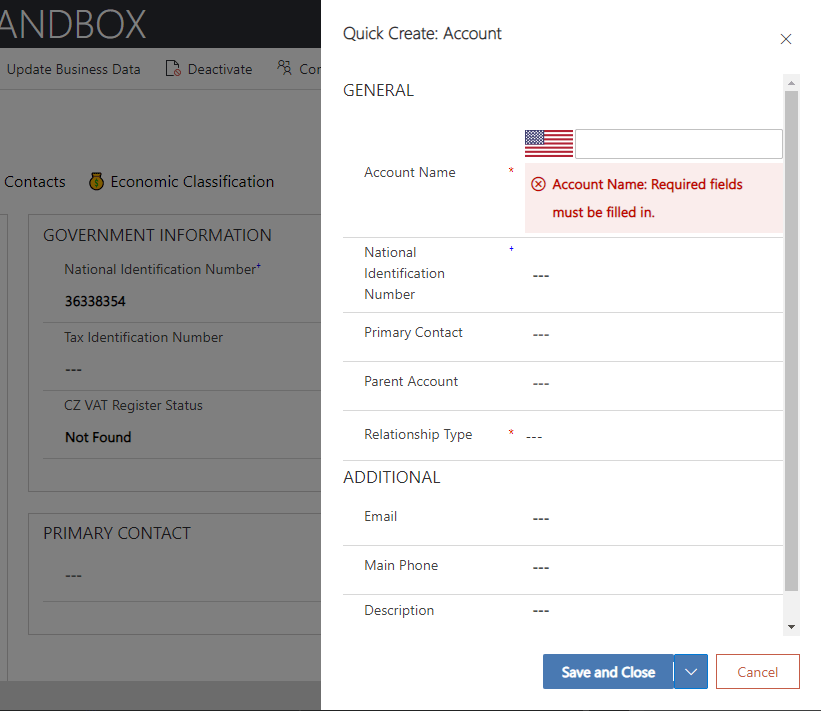 ANDBOX
Update Business Data
Deactivate
Con
Contacts
Economic Classification
GOVERNMENT INFORMATION
National Identification Number+
36338354
Tax Identification Number
---
CZ VAT Register Status
Not Found
PRIMARY CONTACT
---
Quick Create: Account
GENERAL
Account Name *
Account Name: Required fields
must be filled in.
National +
Identification
Number
---
Primary Contact ---
Parent Account ---
Relationship Type * ---
ADDITIONAL
Email ---
Main Phone ---
Description ---
Save and Close
Cancel